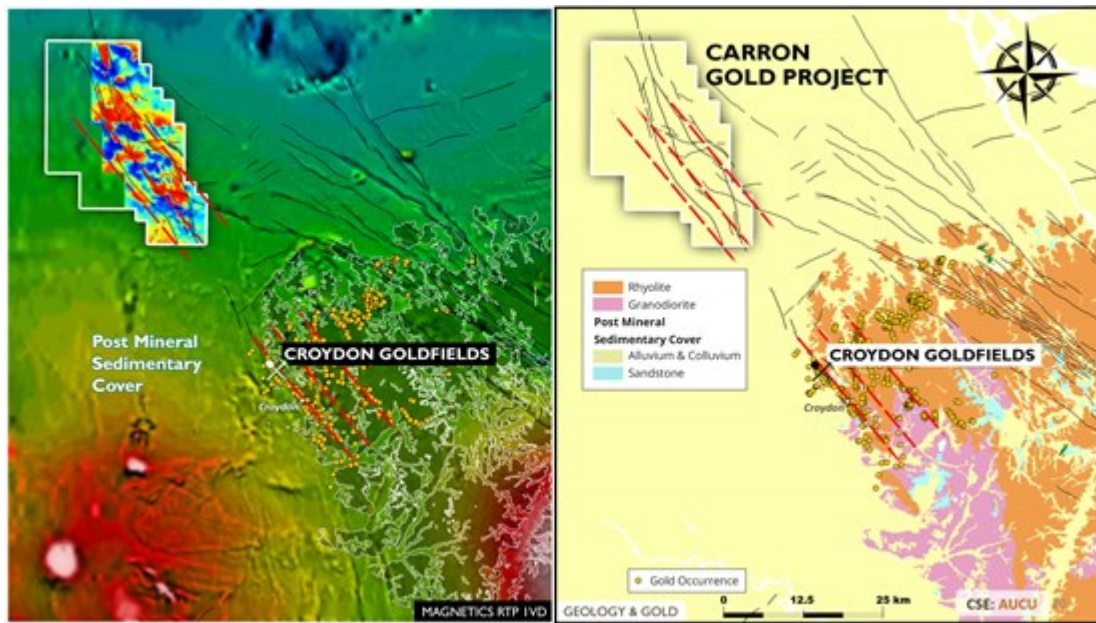 Post Mineral
Sedimentary
Cover
CROYDON GOLDFIELDS
Croydon
MAGNETICS RTP 1VD
CARRON
GOLD PROJECT
Rhyolite
Granodiorite
Post Mineral
Sedimentary Cover
Alluvium & Colluvium
Sandstone
CROYDON GOLDFIELDS
Croydon
Gold Occurrence
0 12.5 25 km
GEOLOGY & GOLD
CSE: AUCU